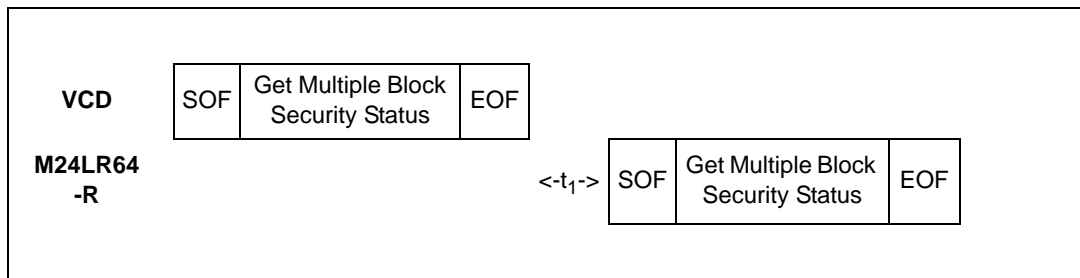 VCD SOF Get Multiple Block Security Status EOF
M24LR64
-R
<-t1-> SOF Get Multiple Block Security Status EOF